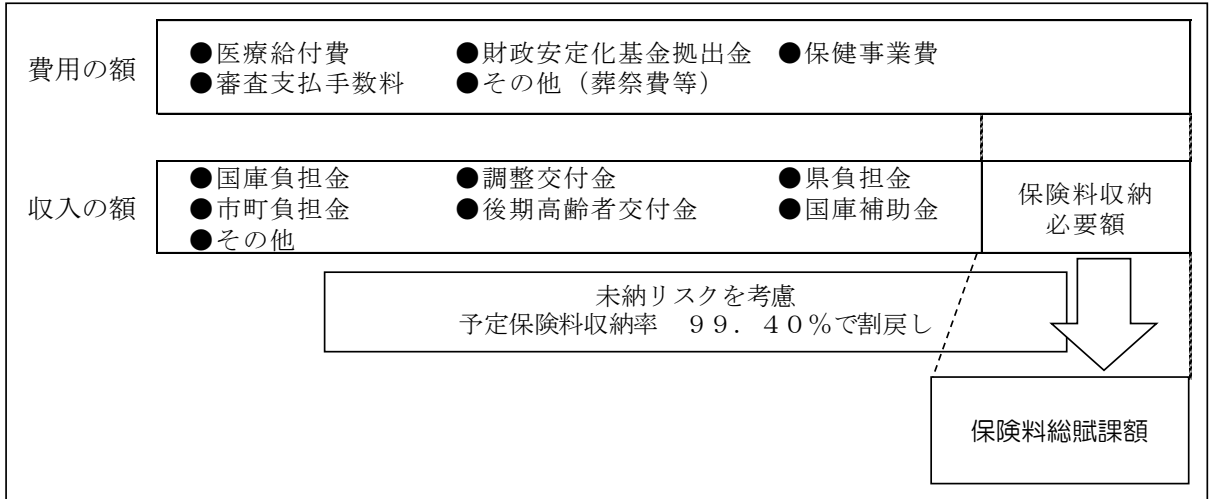 費用の額
●医療給付費 ●財政安定化基金拠出金 ●保健事業費
●審査支払手数料 ●その他（葬祭費等）
収入の額
●国庫負担金 ●調整交付金 ●県負担金
●市町負担金 ●後期高齢者交付金 ●国庫補助金
●その他
保険料収納
必要額
未納リスクを考慮
予定保険料収納率　９９．４０％で割戻し
保険料総賦課額